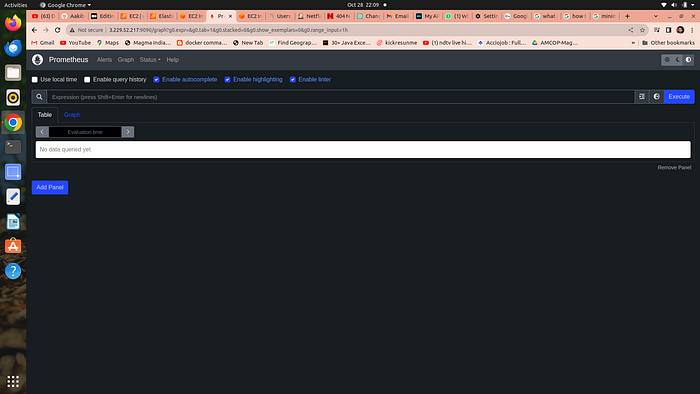 Activities Google Chrome Oct 28 22:09
(6) D Aakib Editin EC2 | Elasti EC2 In Pr EC2 In Users Netfli 404 N Chan Email My A (1) W Settin Goog what how minin
Not secure 3.229.52.217:9090/graph?g0.expr=&g0.tab=1&g0.stacked=0&g0.show_exemplars=0&g0.range_input=1h
Gmail YouTube Maps Magma India... docker comma... New Tab Find Geograp... 30+ Java Exce... kickresunme (1) ndtv live hi... AccioJob : Full... AMCDP-Mag... » Other bookmarks
Prometheus Alerts Graph Status Help
Use local time Enable query history Enable autocomplete Enable highlighting Enable linter
Expression (press Shift+Enter for newlines) Execute
Table Graph
Evaluation time
No data queried yet
Remove Panel
Add Panel